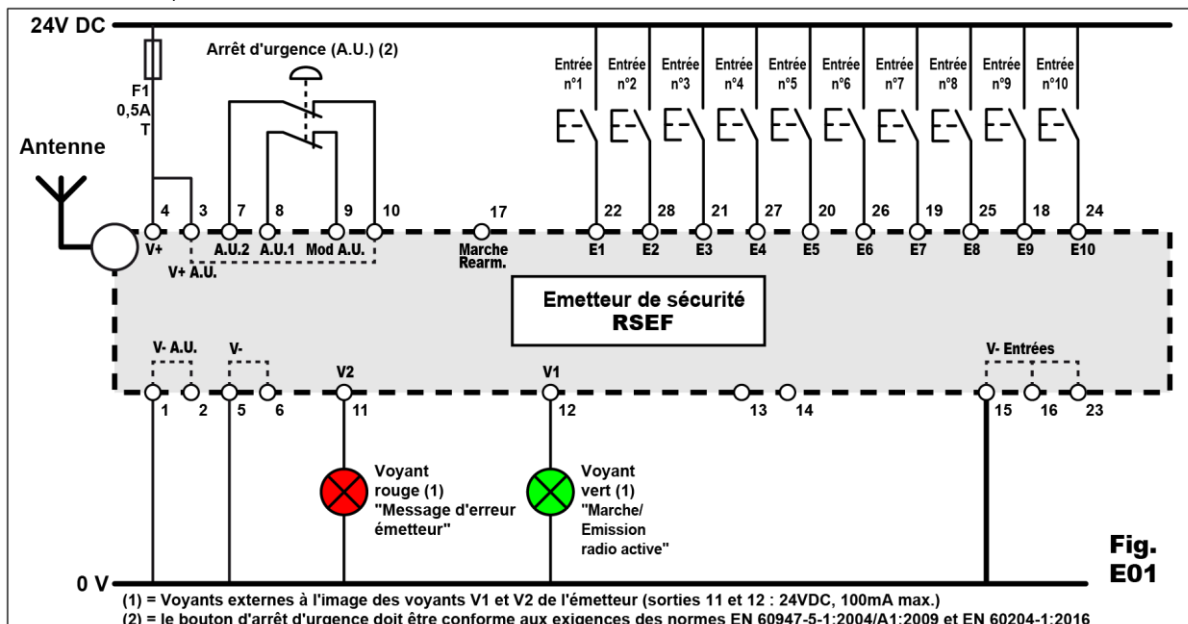 24V DC
Arrêt d'urgence (A.U.) (2)
F1
0,5A
T
Antenne
Entrée
n°1
Entrée
n°2
Entrée
n°3
Entrée
n°4
Entrée
n°5
Entrée
n°6
Entrée
n°7
Entrée
n°8
Entrée
n°9
Entrée
n°10
4 3 7 8 9 10 17 22 28 21 27 20 26 19 25 18 24
V+ A.U.2 A.U.1 Mod A.U. Marche E1 E2 E3 E4 E5 E6 E7 E8 E9 E10
Rearm.
V+ A.U.
Emetteur de sécurité
RSEF
V- A.U. V- V2 V1 V- Entrées
1 2 5 6 11 12 13 14 15 16 23
Voyant
rouge (1)
"Message d'erreur
émetteur"
Voyant
vert (1)
"Marche/
Emission
radio active"
Fig.
E01
0 V
(1) = Voyants externes à l'image des voyants V1 et V2 de l'émetteur (sorties 11 et 12 : 24VDC, 100mA max.)
(2) = le bouton d'arrêt d'urgence doit être conforme aux exigences des normes EN 60947-5-1:2004/A1:2009 et EN 60204-1:2016